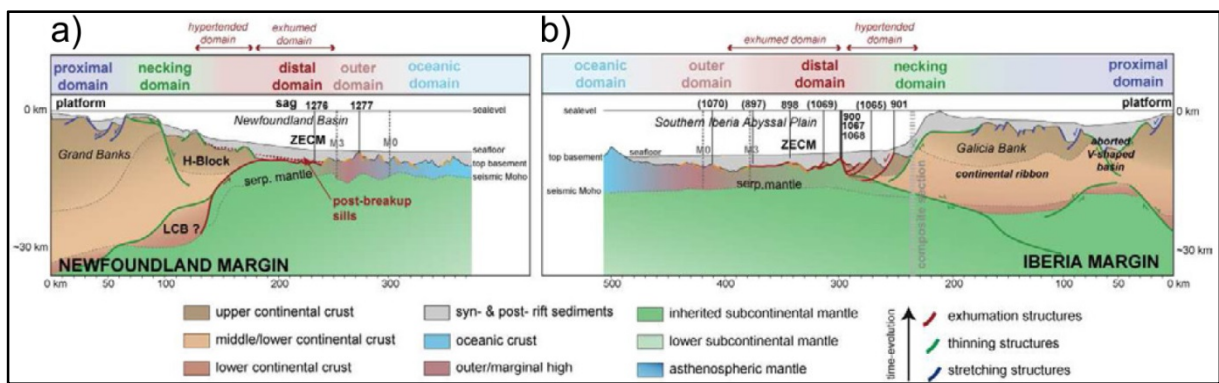 a)
hypertended domain
exhumed domain
proximal domain
necking domain
distal domain
outer domain
oceanic domain
platform
sag
1276
1277
0 km
sealevel
Newfoundland Basin
ZECM
M3
M0
Grand Banks
H-Block
seafloor
top basement
seismic Moho
serp. mantle
post-breakup sills
LCB ?
~30 km
NEWFOUNDLAND MARGIN
0 km
50
100
200
300
b)
exhumed domain
hypertended domain
oceanic domain
outer domain
distal domain
necking domain
proximal domain
platform
(1070)
(897)
898
(1069)
(1065)
901
900
1067
1068
0 km
sealevel
Southern Iberia Abyssal Plain
M0
M3
ZECM
seafloor
top basement
seismic Moho
serp.mantle
composite section
Galicia Bank
continental ribbon
aborted V-shaped basin
~30 km
IBERIA MARGIN
500
400
300
200
100
50
0 km
upper continental crust
middle/lower continental crust
lower continental crust
syn- & post- rift sediments
oceanic crust
outer/marginal high
inherited subcontinental mantle
lower subcontinental mantle
asthenospheric mantle
time-evolution
exhumation structures
thinning structures
stretching structures